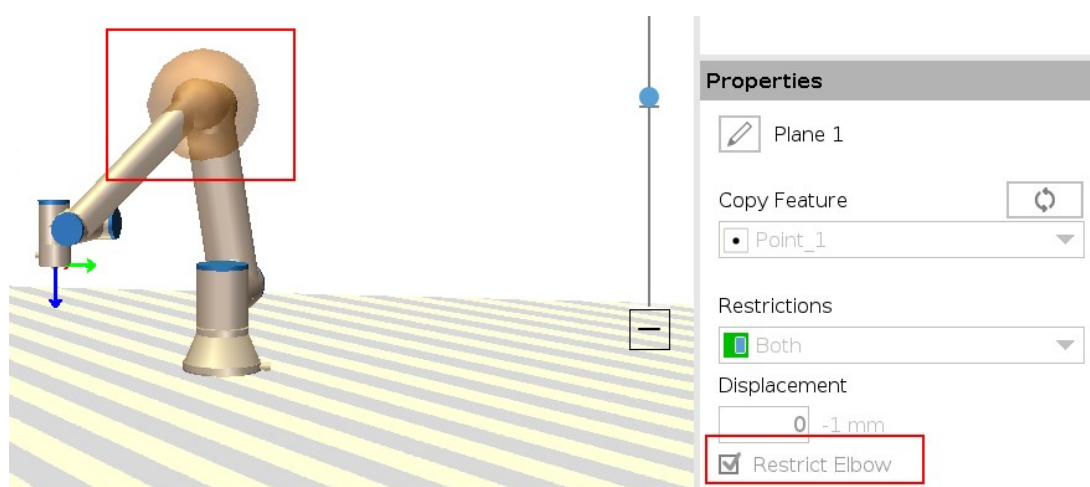 Properties
Plane 1
Copy Feature
Point_1
Restrictions
Both
Displacement
0 -1 mm
Restrict Elbow